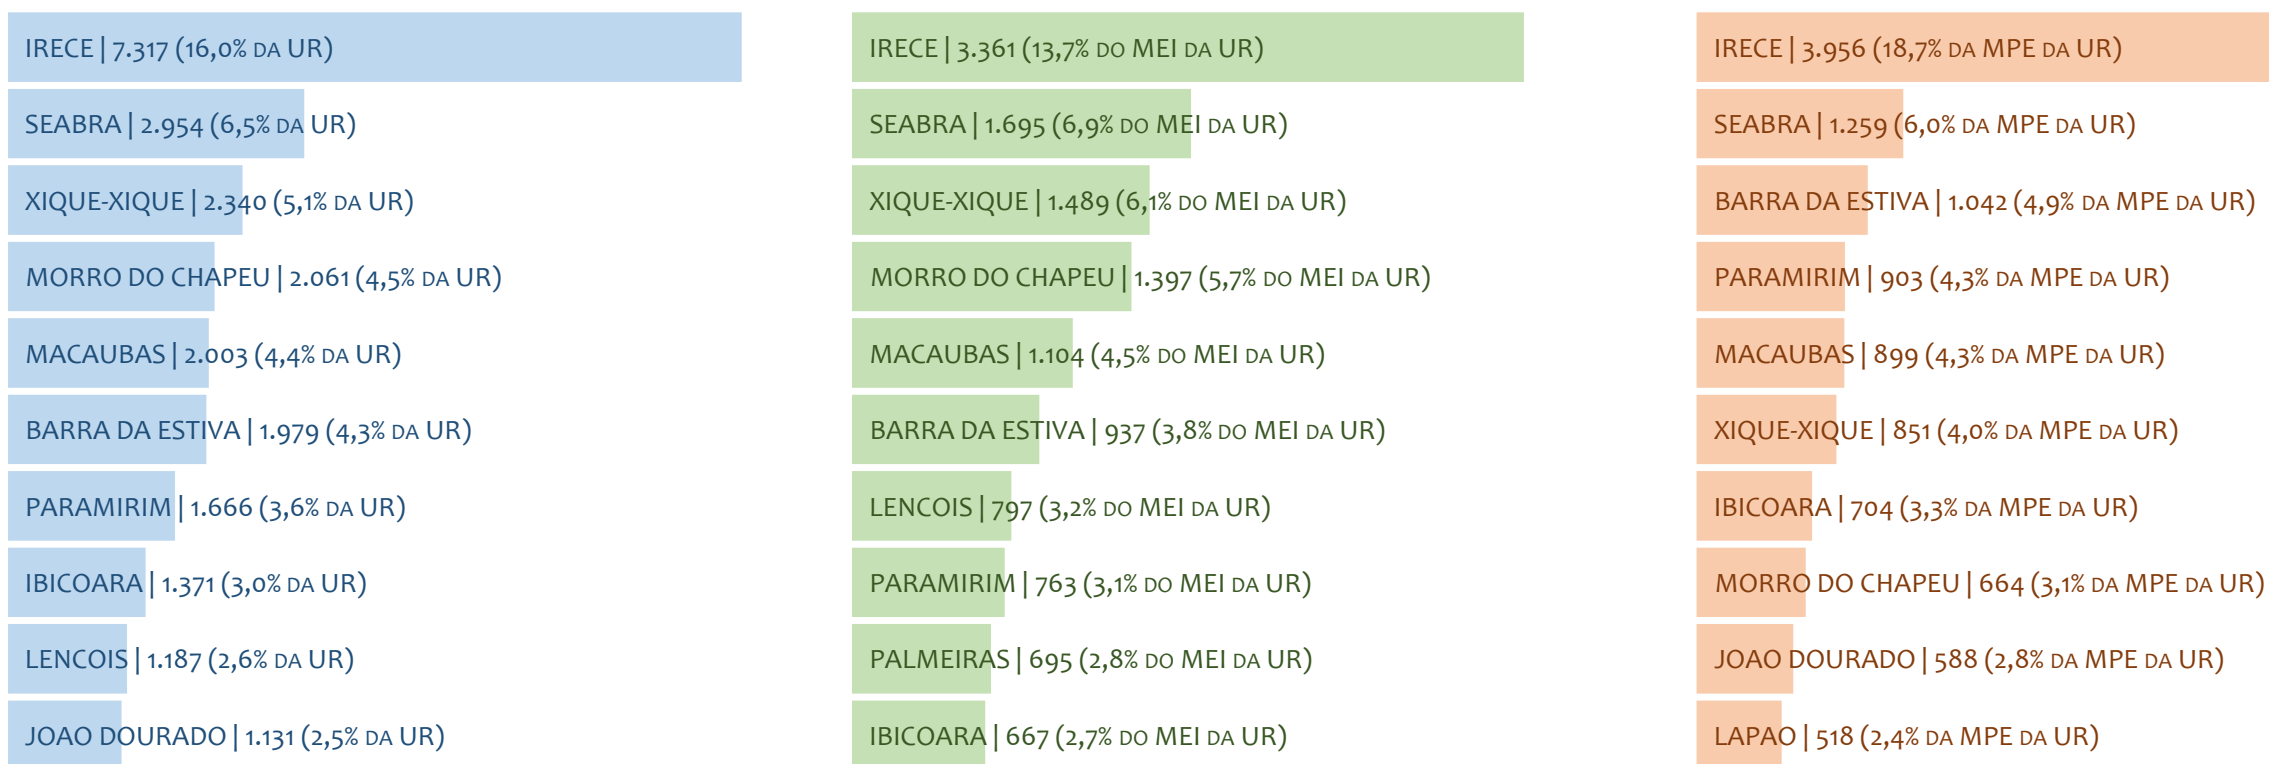 IRECE | 7.317 (16,0% DA UR)
SEABRA | 2.954 (6,5% DA UR)
XIQUE-XIQUE | 2.340 (5,1% DA UR)
MORRO DO CHAPEU | 2.061 (4,5% DA UR)
MACAUBAS | 2.003 (4,4% DA UR)
BARRA DA ESTIVA | 1.979 (4,3% DA UR)
PARAMIRIM | 1.666 (3,6% DA UR)
IBICOARA | 1.371 (3,0% DA UR)
LENCOIS | 1.187 (2,6% DA UR)
JOAO DOURADO | 1.131 (2,5% DA UR)
IRECE | 3.361 (13,7% DO MEI DA UR)
SEABRA | 1.695 (6,9% DO MEI DA UR)
XIQUE-XIQUE | 1.489 (6,1% DO MEI DA UR)
MORRO DO CHAPEU | 1.397 (5,7% DO MEI DA UR)
MACAUBAS | 1.104 (4,5% DO MEI DA UR)
BARRA DA ESTIVA | 937 (3,8% DO MEI DA UR)
LENCOIS | 797 (3,2% DO MEI DA UR)
PARAMIRIM | 763 (3,1% DO MEI DA UR)
PALMEIRAS | 695 (2,8% DO MEI DA UR)
IBICOARA | 667 (2,7% DO MEI DA UR)
IRECE | 3.956 (18,7% DA MPE DA UR)
SEABRA | 1.259 (6,0% DA MPE DA UR)
BARRA DA ESTIVA | 1.042 (4,9% DA MPE DA UR)
PARAMIRIM | 903 (4,3% DA MPE DA UR)
MACAUBAS | 899 (4,3% DA MPE DA UR)
XIQUE-XIQUE | 851 (4,0% DA MPE DA UR)
IBICOARA | 704 (3,3% DA MPE DA UR)
MORRO DO CHAPEU | 664 (3,1% DA MPE DA UR)
JOAO DOURADO | 588 (2,8% DA MPE DA UR)
LAPAO | 518 (2,4% DA MPE DA UR)